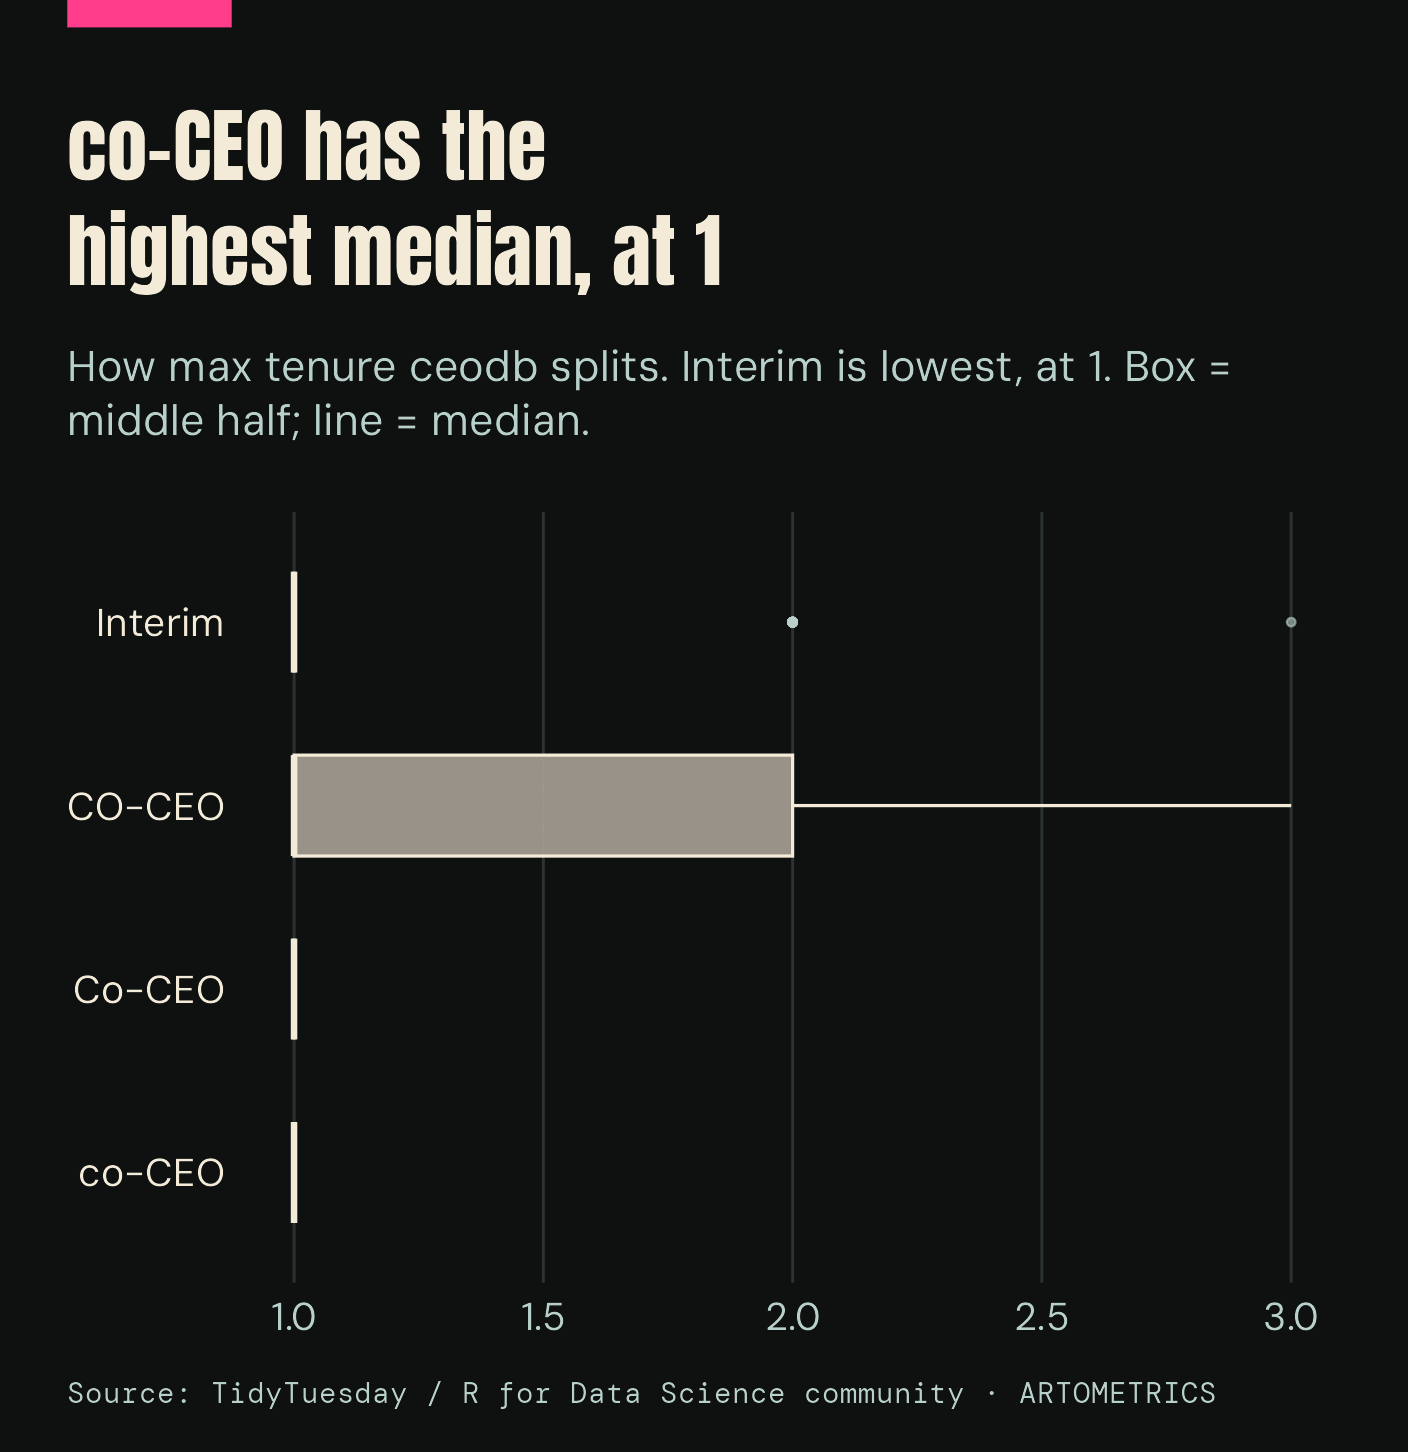 co-CEO has the
highest median, at 1
How max tenure ceodb splits. Interim is lowest, at 1. Box =
middle half; line = median.
Interim
CO-CEO
Co-CEO
co-CEO
1.0 1.5 2.0 2.5 3.0
Source: TidyTuesday / R for Data Science community · ARTOMETRICS